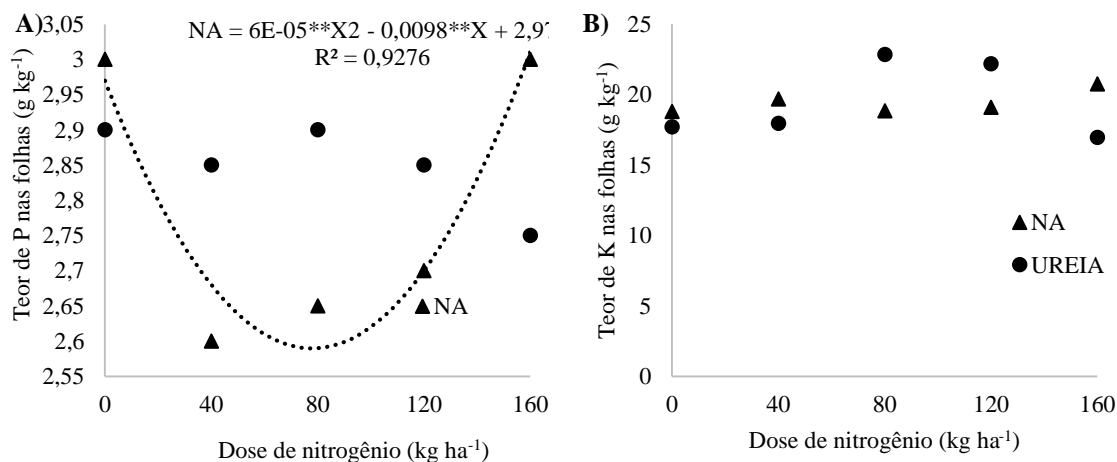 A)
NA = 6E-05**X2 - 0,0098**X + 2,97
R² = 0,9276
3,05
3
2,95
2,9
2,85
2,8
2,75
2,7
2,65
2,6
2,55
Teor de P nas folhas (g kg⁻¹)
NA
0 40 80 120 160
Dose de nitrogênio (kg ha⁻¹)
B)
25
20
15
10
5
0
Teor de K nas folhas (g kg⁻¹)
NA
UREIA
0 40 80 120 160
Dose de nitrogênio (kg ha⁻¹)